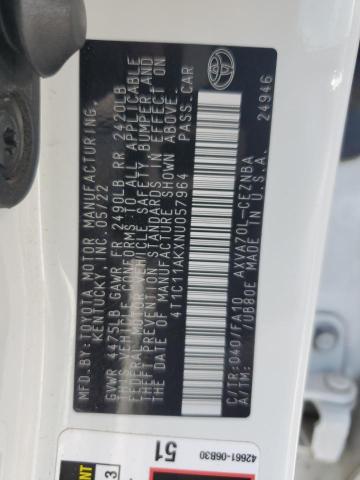 MFD.BY:TOYOTA MOTOR MANUFACTURING,
KENTUCKY, INC. 05/22
GVWR 4475LB GAWR FR 2490LB RR 2420LB
THIS VEHICLE CONFORMS TO ALL APPLICABLE
FEDERAL MOTOR VEHICLE SAFETY BUMPER, AND
THEFT PREVENTION STANDARDS IN EFFECT ON
THE DATE OF MANUFACTURE SHOWN ABOVE.
4T1C11AKXNU057964 PASS.CAR
C/TR:040/FA10 AXVA70L-CEZNBA
A/TM: /UB80E U.S.A. 24946
TOYOTA
42661-06B30
51
3